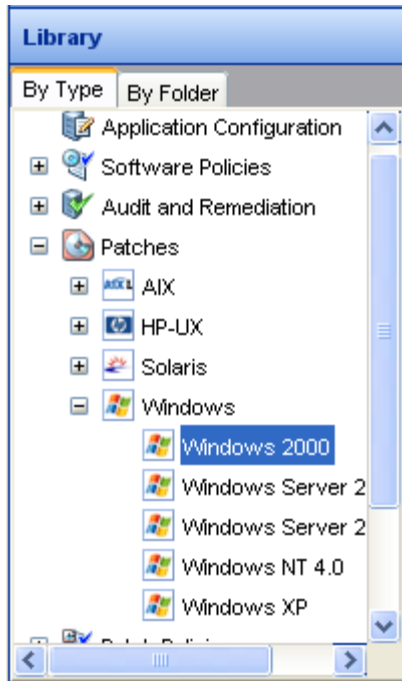 Library
By Type By Folder
Application Configuration
Software Policies
Audit and Remediation
Patches
AIX
HP-UX
Solaris
Windows
Windows 2000
Windows Server 2
Windows Server 2
Windows NT 4.0
Windows XP